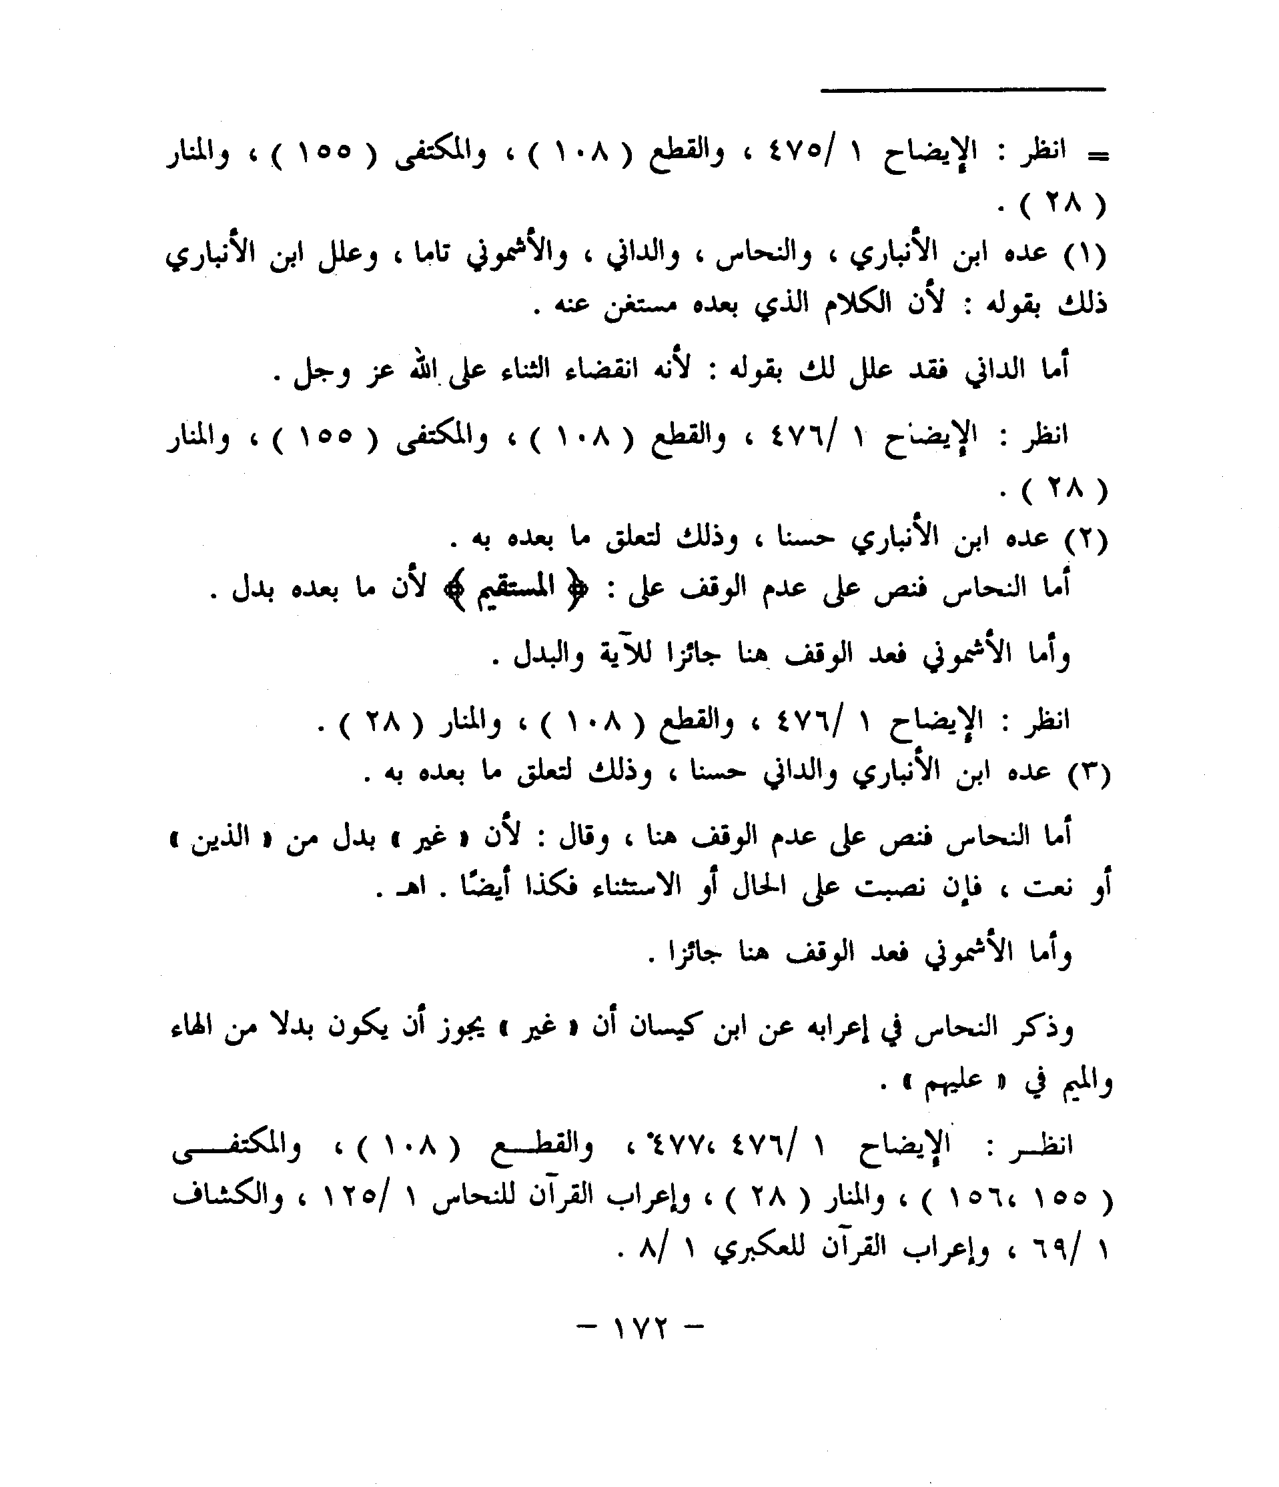 = انظر : الإيضاح ١ /٤٧٥ ، والقطع ( ١٠٨ ) ، والمكتفى ( ١٥٥ ) ، والمنار
( ٢٨ ) .
(١) عده ابن الأنباري ، والنحاس ، والداني ، والأشموني تاما ، وعلل ابن الأنباري
ذلك بقوله : لأن الكلام الذي بعده مستغن عنه .
أما الداني فقد علل لك بقوله : لأنه انقضاء الثناء على الله عز وجل .
انظر : الإيضاح ١ /٤٧٦ ، والقطع ( ١٠٨ ) ، والمكتفى ( ١٥٥ ) ، والمنار
( ٢٨ ) .
(٢) عده ابن الأنباري حسنا ، وذلك لتعلق ما بعده به .
أما النحاس فنص على عدم الوقف على : ﴿ المستقيم ﴾ لأن ما بعده بدل .
وأما الأشموني فعد الوقف هنا جائزا للآية والبدل .
انظر : الإيضاح ١ /٤٧٦ ، والقطع ( ١٠٨ ) ، والمنار ( ٢٨ ) .
(٣) عده ابن الأنباري والداني حسنا ، وذلك لتعلق ما بعده به .
أما النحاس فنص على عدم الوقف هنا ، وقال : لأن « غير » بدل من « الذين »
أو نعت ، فإن نصبت على الحال أو الاستثناء فكذا أيضًا . اهـ .
وأما الأشموني فعد الوقف هنا جائزا .
وذكر النحاس في إعرابه عن ابن كيسان أن « غير » يجوز أن يكون بدلا من الهاء
والميم في « عليهم » .
انظـر : الإيضاح ١ /٤٧٦ ،٤٧٧ ، والقطـع ( ١٠٨ ) ، والمكتفـــى
( ١٥٥ ،١٥٦ ) ، والمنار ( ٢٨ ) ، وإعراب القرآن للنحاس ١ /١٢٥ ، والكشاف
١ /٦٩ ، وإعراب القرآن للعكبري ١ /٨ .
– ١٧٢ –